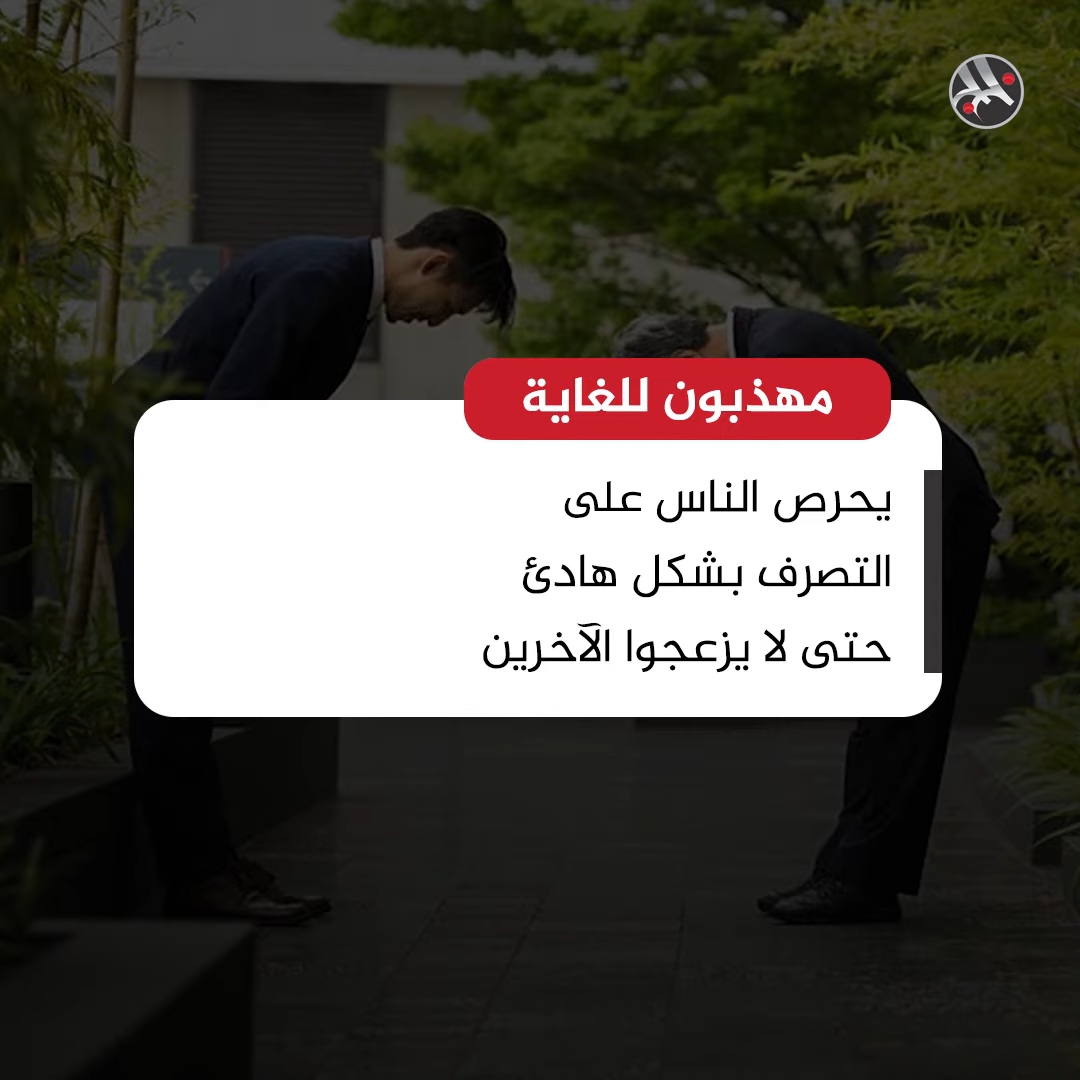 مهذبون للغاية
يحرص الناس على
التصرف بشكل هادئ
حتى لا يزعجوا الآخرين